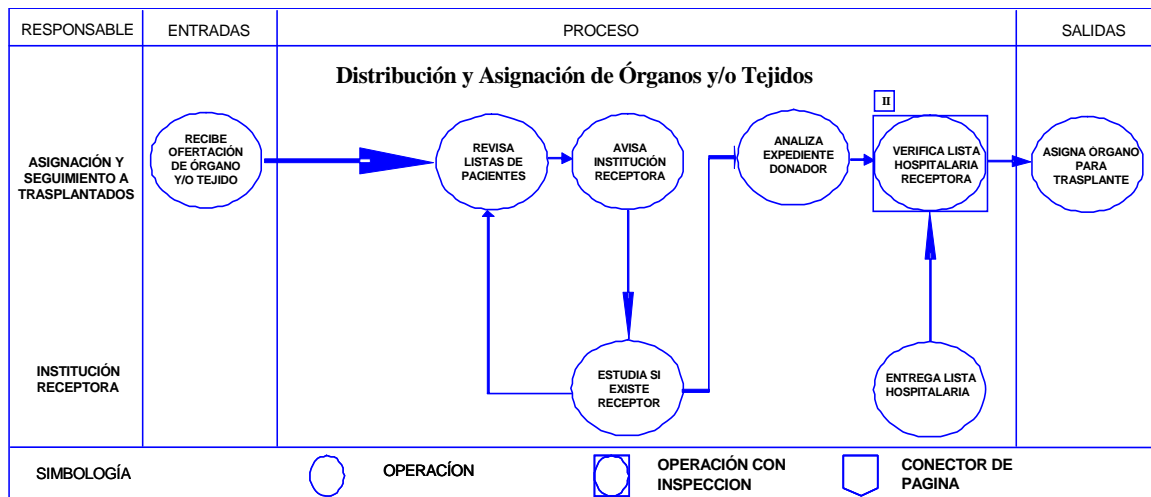 RESPONSABLE
ENTRADAS
PROCESO
SALIDAS
Distribución y Asignación de Órganos y/o Tejidos
II
ASIGNACIÓN Y
SEGUIMIENTO A
TRASPLANTADOS
RECIBE
OFERTACIÓN
DE ÓRGANO
Y/O TEJIDO
REVISA
LISTAS DE
PACIENTES
AVISA
INSTITUCIÓN
RECEPTORA
ANALIZA
EXPEDIENTE
DONADOR
VERIFICA LISTA
HOSPITALARIA
RECEPTORA
ASIGNA ÓRGANO
PARA
TRASPLANTE
INSTITUCIÓN
RECEPTORA
ESTUDIA SI
EXISTE
RECEPTOR
ENTREGA LISTA
HOSPITALARIA
SIMBOLOGÍA
OPERACÍON
OPERACIÓN CON
INSPECCION
CONECTOR DE
PAGINA